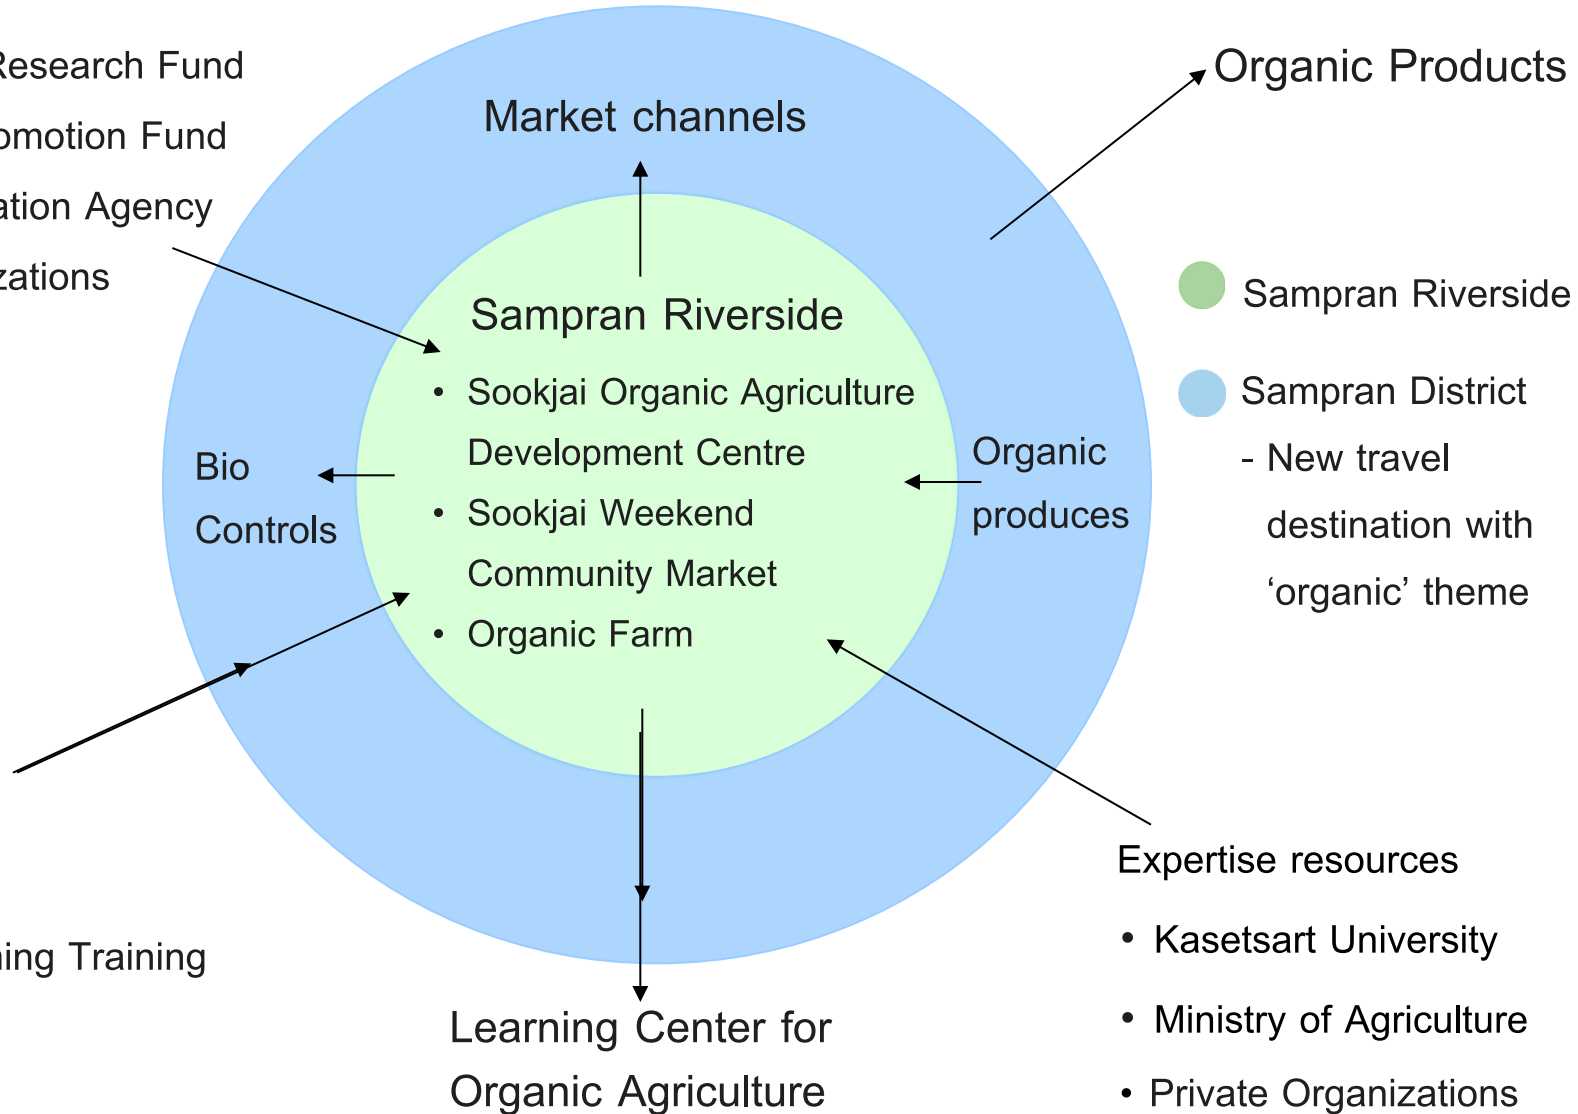 Research Fund
omotion Fund
ation Agency
zations
Market channels
Organic Products
Sampran Riverside
• Sookjai Organic Agriculture
Development Centre
• Sookjai Weekend
Community Market
• Organic Farm
Bio
Controls
Organic
produces
Sampran Riverside
Sampran District
- New travel
destination with
‘organic’ theme
ning Training
Learning Center for
Organic Agriculture
Expertise resources
• Kasetsart University
• Ministry of Agriculture
• Private Organizations